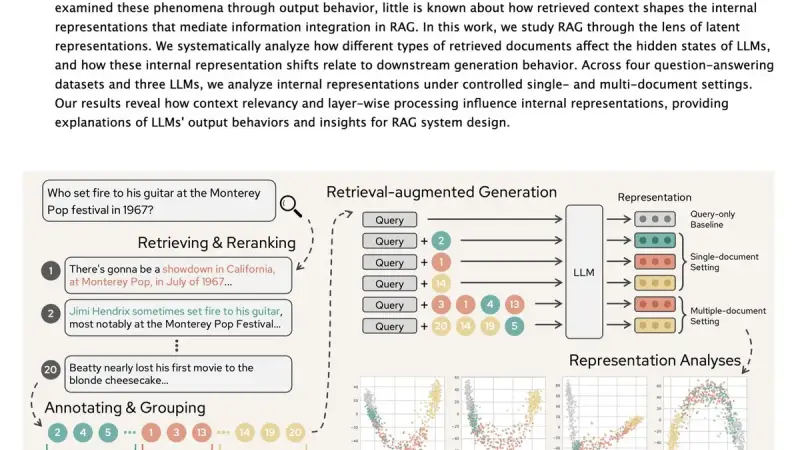 examined these phenomena through output behavior, little is known about how retrieved context shapes the internal
representations that mediate information integration in RAG. In this work, we study RAG through the lens of latent
representations. We systematically analyze how different types of retrieved documents affect the hidden states of LLMs,
and how these internal representation shifts relate to downstream generation behavior. Across four question-answering
datasets and three LLMs, we analyze internal representations under controlled single- and multi-document settings.
Our results reveal how context relevancy and layer-wise processing influence internal representations, providing
explanations of LLMs' output behaviors and insights for RAG system design.
Who set fire to his guitar at the Monterey
Pop festival in 1967?
Retrieving & Reranking
1
There's gonna be a showdown in California,
at Monterey, Pop, in July of 1967...
2
Jimi Hendrix sometimes set fire to his guitar,
most notably at the Monterey Pop Festival...
20
Beatty nearly lost his first movie to the
blonde cheesecake...
Annotating & Grouping
2 4 5 ... 1 3 13 ... 14 19 20
Retrieval-augmented Generation
Query
Query + 2
Query + 1
Query + 14
Query + 3 1 4 13
Query + 20 14 19 5
LLM
Representation
Query-only
Baseline
Single-document
Setting
Multiple-document
Setting
Representation Analyses